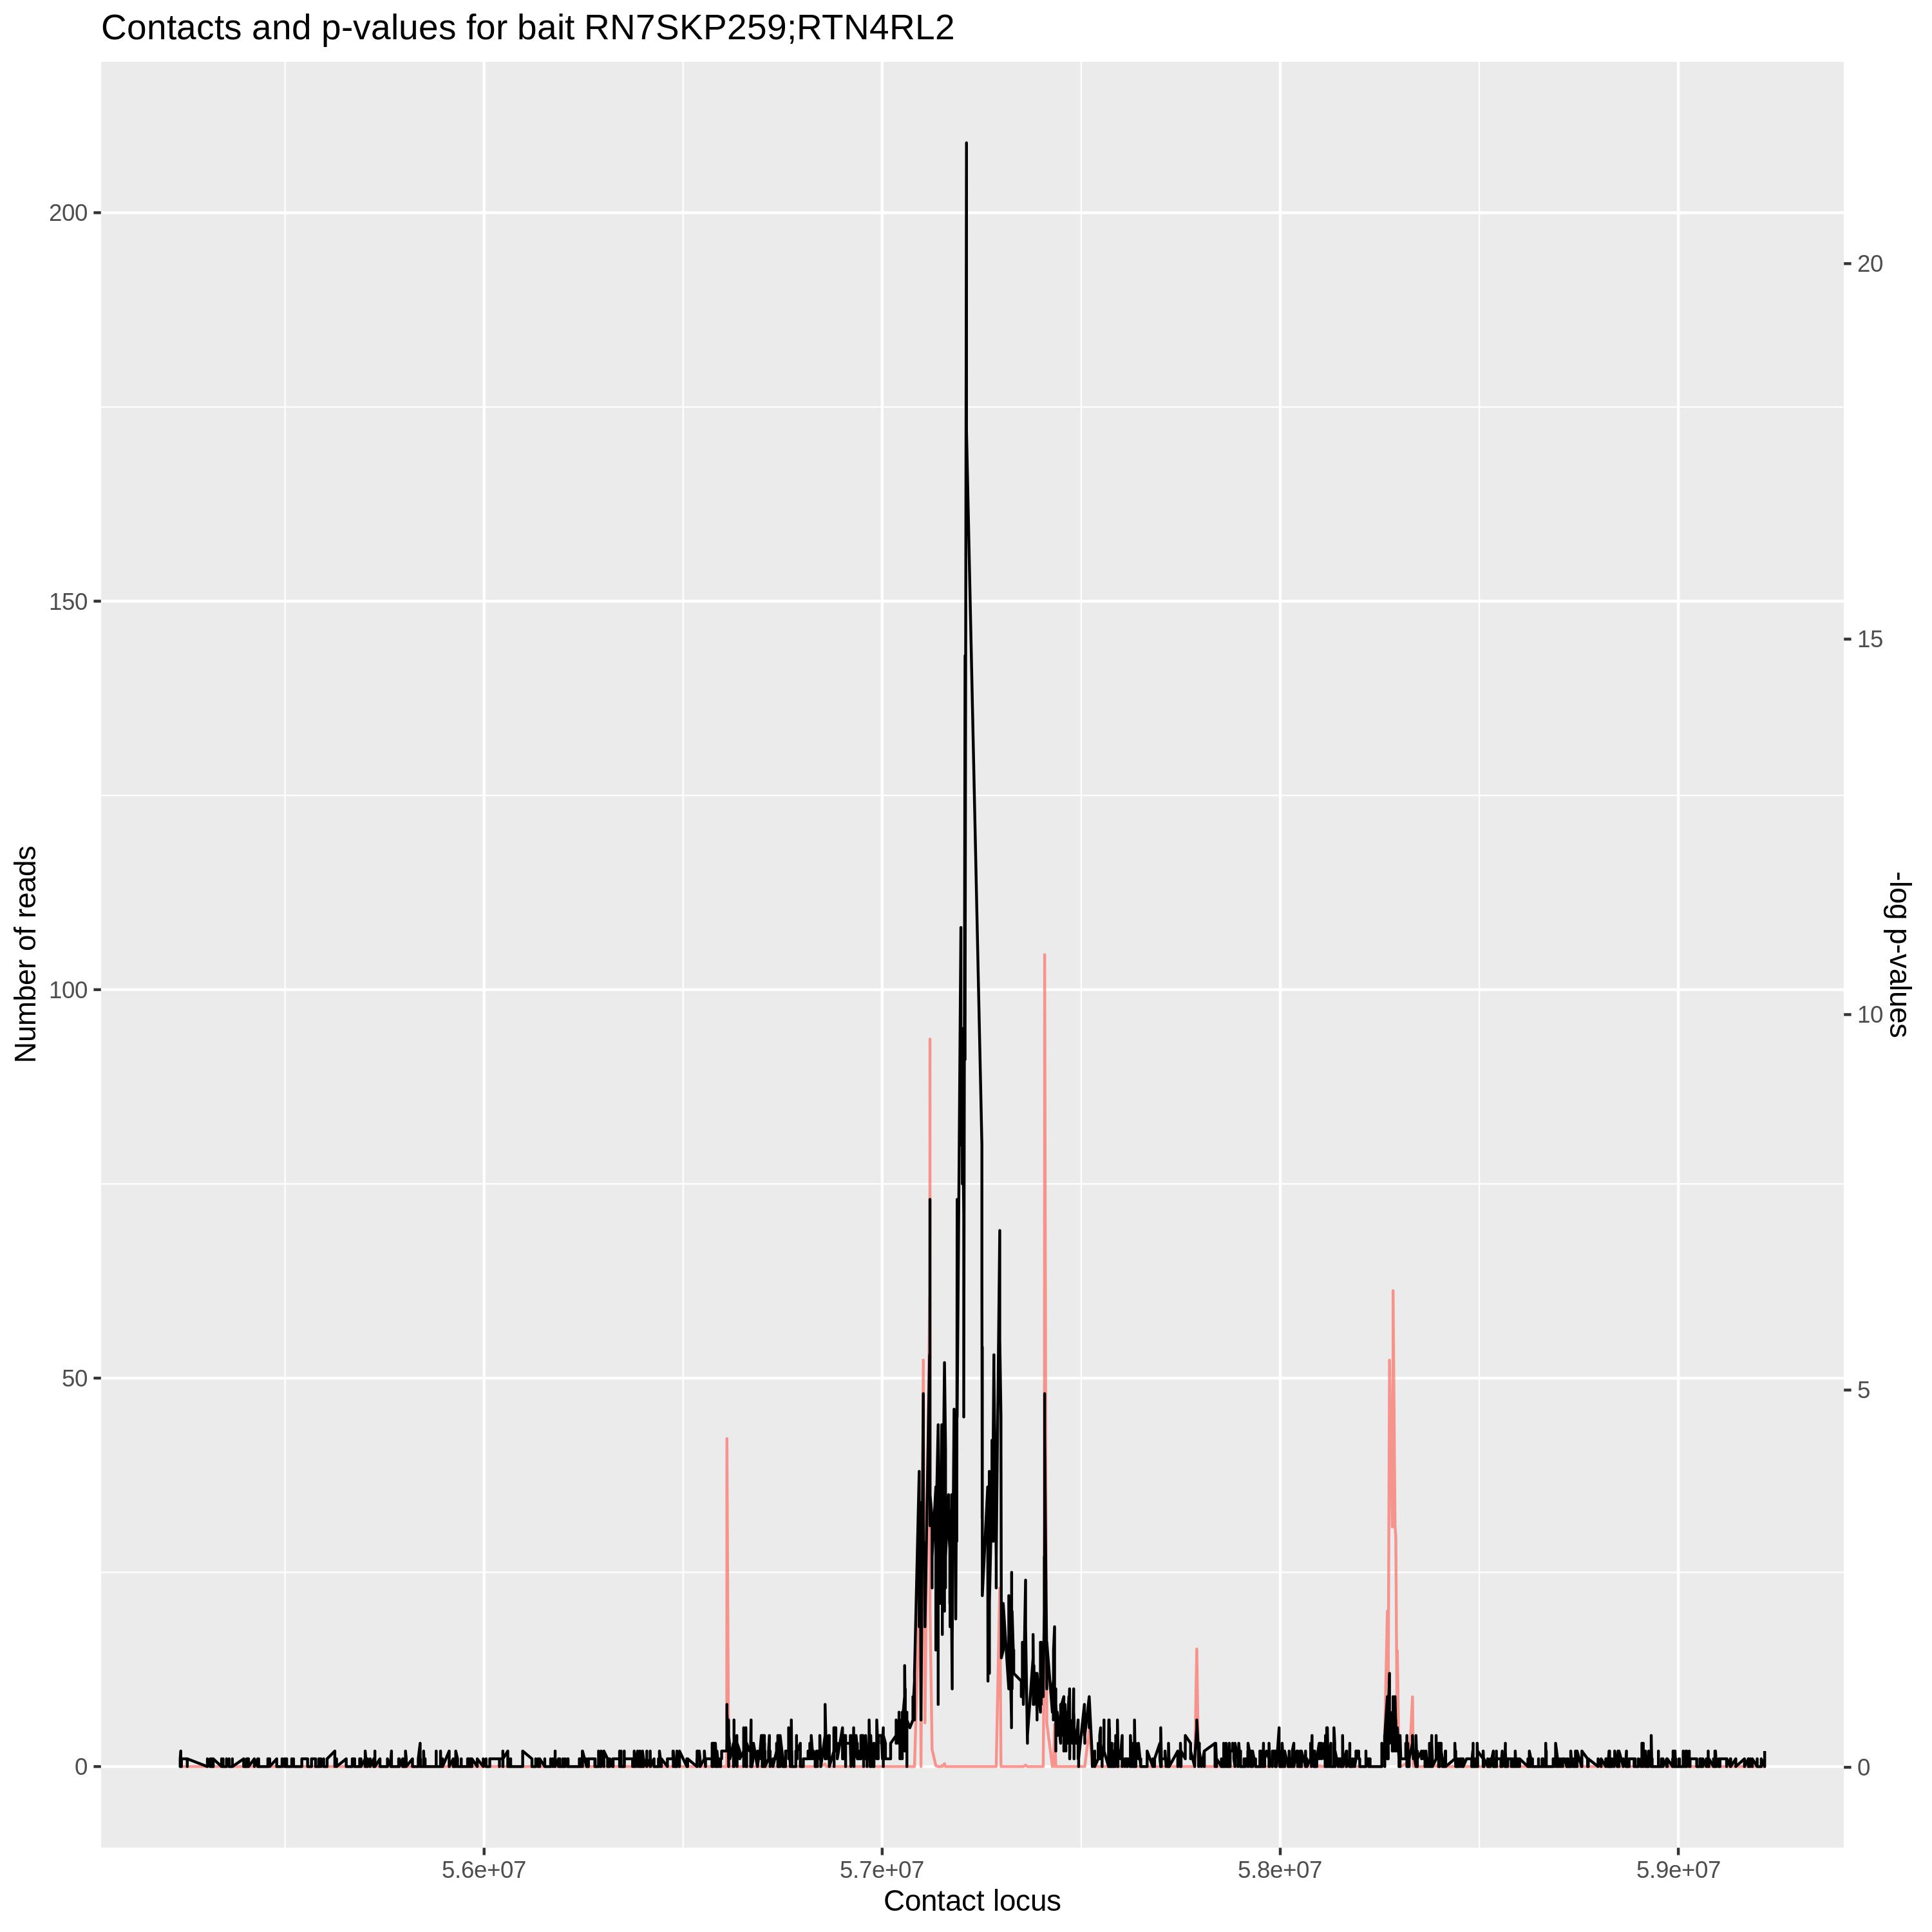 Contacts and p-values for bait RN7SKP259;RTN4RL2
200
150
100
50
0
Number of reads
20
15
10
5
0
-log p-values
5.6e+07
5.7e+07
5.8e+07
5.9e+07
Contact locus